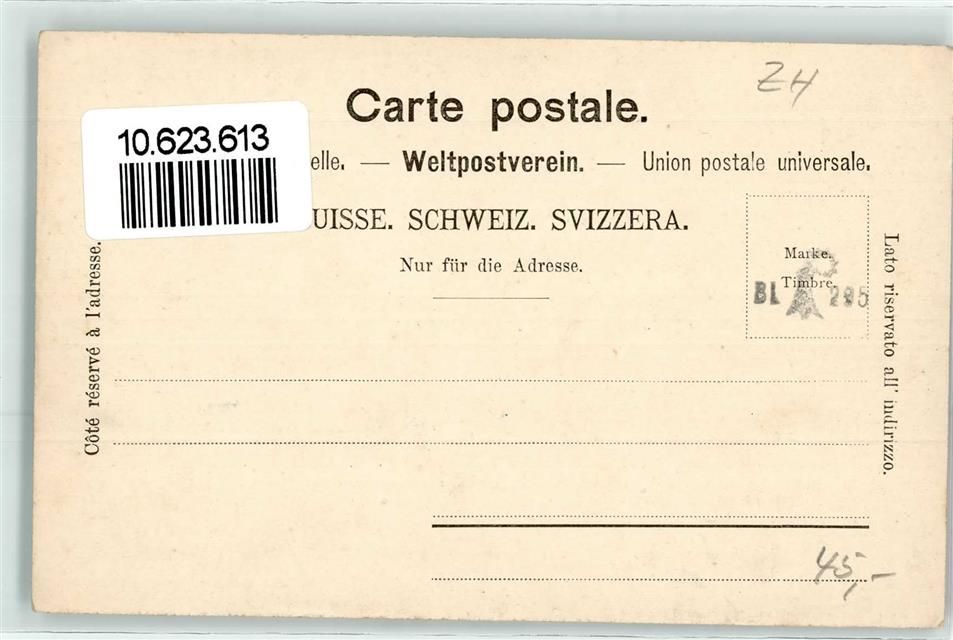 ZH
Carte postale.
10.623.613
elle. — Weltpostverein. — Union postale universale.
UISSE. SCHWEIZ. SVIZZERA.
Nur für die Adresse.
Marke.
Timbre.
BL 295
Côté réservé à l'adresse.
Lato riservato all' indirizzo.
45,-